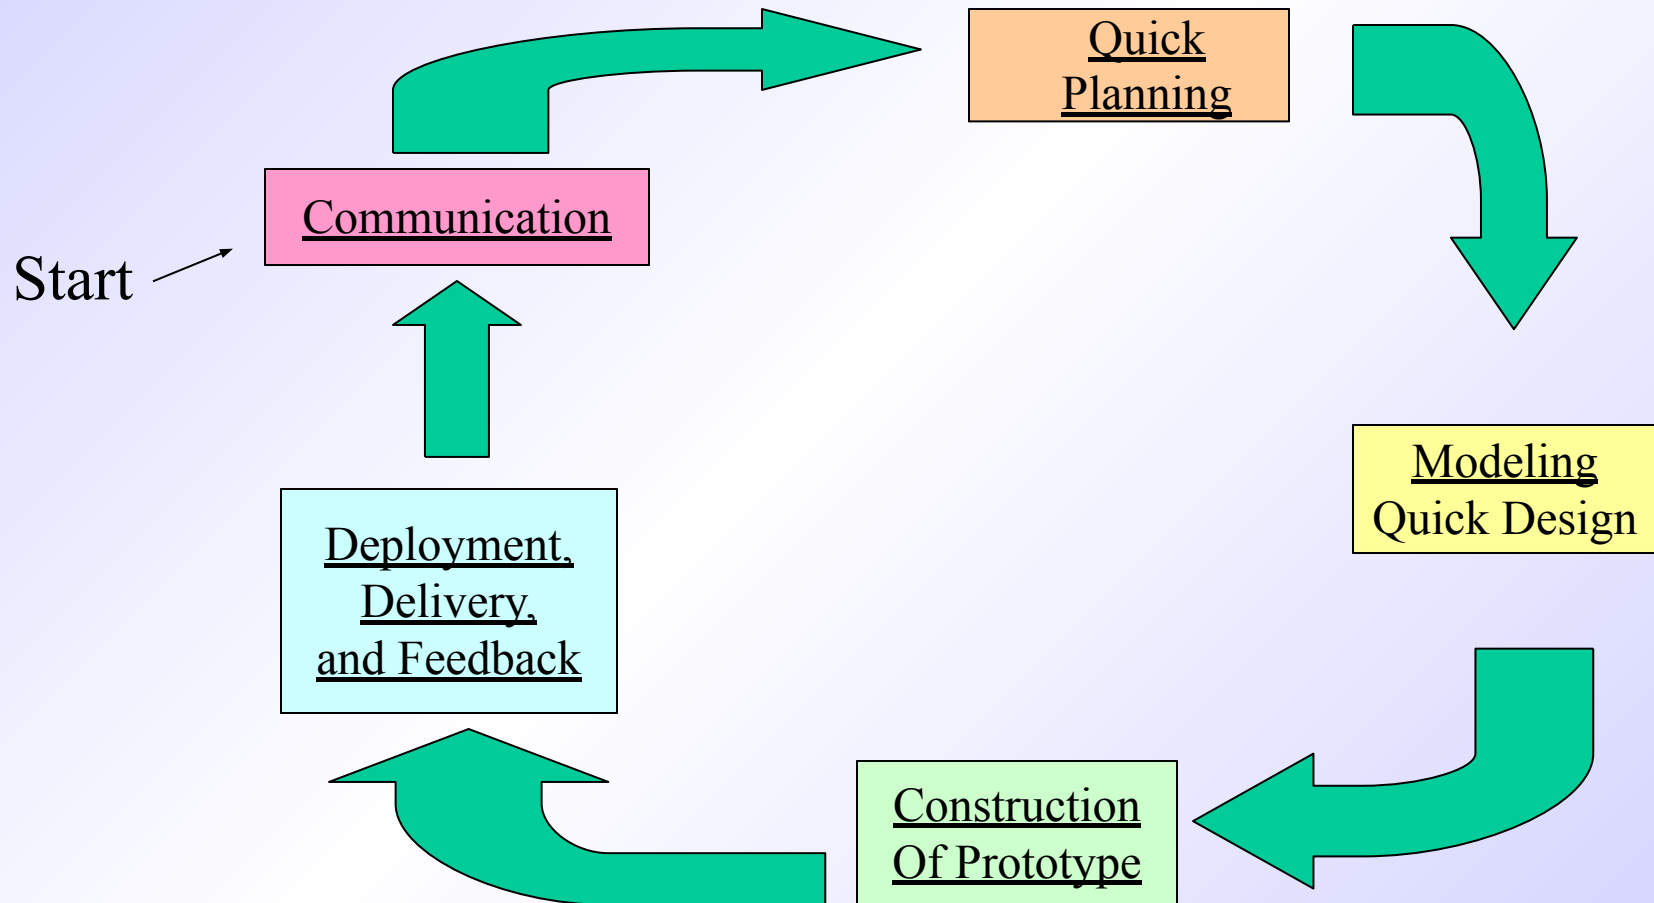 Quick
Planning
Communication
Start
Modeling
Quick Design
Deployment,
Delivery,
and Feedback
Construction
Of Prototype